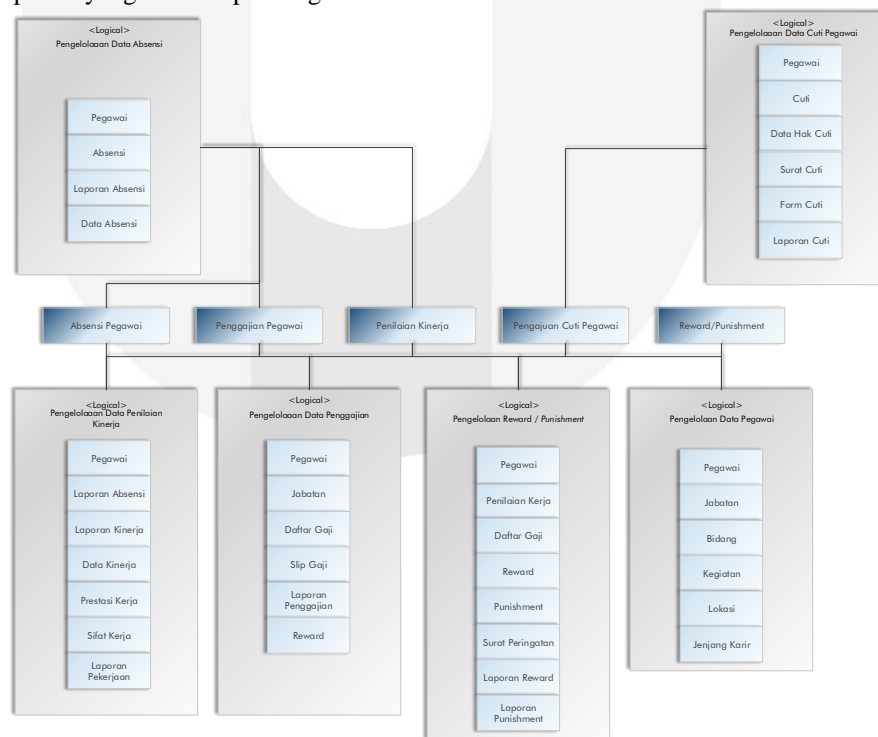 <Logical>
Pengelolaaan Data Absensi
Pegawai
Absensi
Laporan Absensi
Data Absensi
<Logical>
Pengelolaaan Data Cuti Pegawai
Pegawai
Cuti
Data Hak Cuti
Surat Cuti
Form Cuti
Laporan Cuti
Absensi Pegawai
Penggajian Pegawai
Penilaian Kinerja
Pengajuan Cuti Pegawai
Reward/Punishment
<Logical>
Pengelolaaan Data Penilaian
Kinerja
Pegawai
Laporan Absensi
Laporan Kinerja
Data Kinerja
Prestasi Kerja
Sifat Kerja
Laporan
Pekerjaan
<Logical>
Pengelolaaan Data Penggajian
Pegawai
Jabatan
Daftar Gaji
Slip Gaji
Laporan
Penggajian
Reward
<Logical>
Pengelolaan Reward / Punishment
Pegawai
Penilaian Kerja
Daftar Gaji
Reward
Punishment
Surat Peringatan
Laporan Reward
Laporan
Punishment
<Logical>
Pengelolaan Data Pegawai
Pegawai
Jabatan
Bidang
Kegiatan
Lokasi
Jenjang Karir